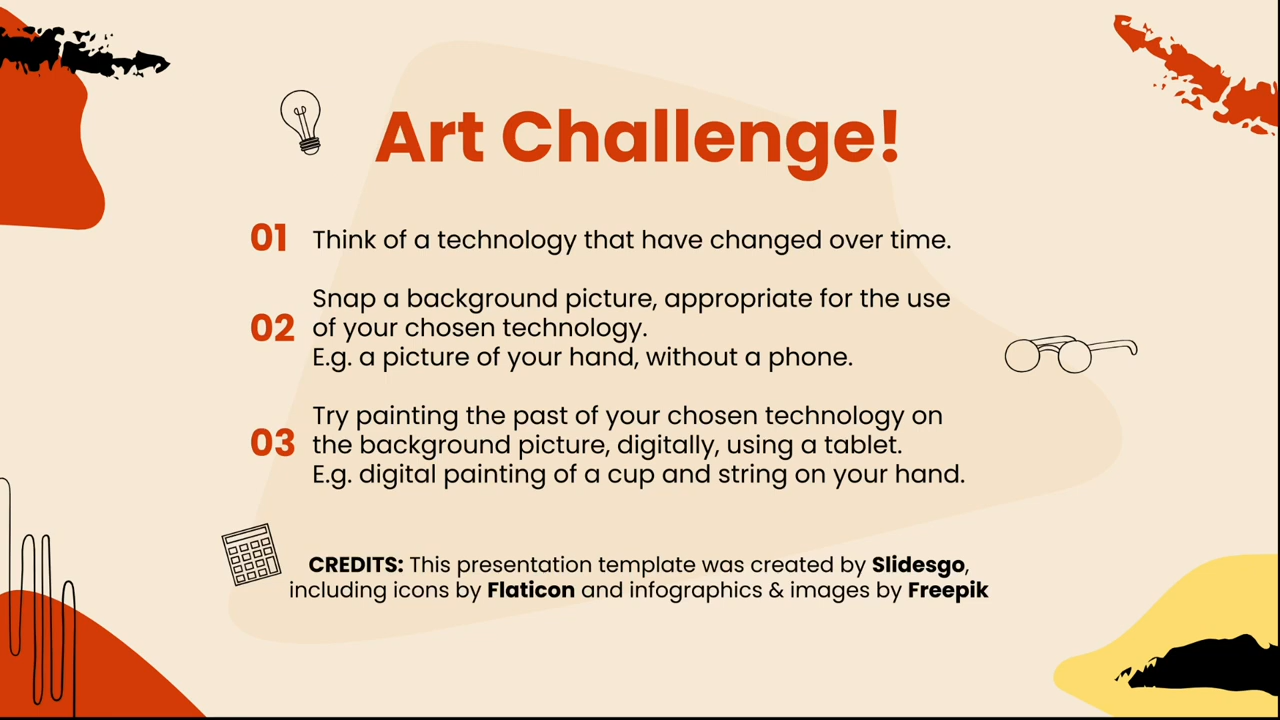 Art Challenge!
01 Think of a technology that have changed over time.
Snap a background picture, appropriate for the use
02 of your chosen technology.
E.g. a picture of your hand, without a phone.
Try painting the past of your chosen technology on
03 the background picture, digitally, using a tablet.
E.g. digital painting of a cup and string on your hand.
CREDITS: This presentation template was created by Slidesgo,
including icons by Flaticon and infographics & images by Freepik